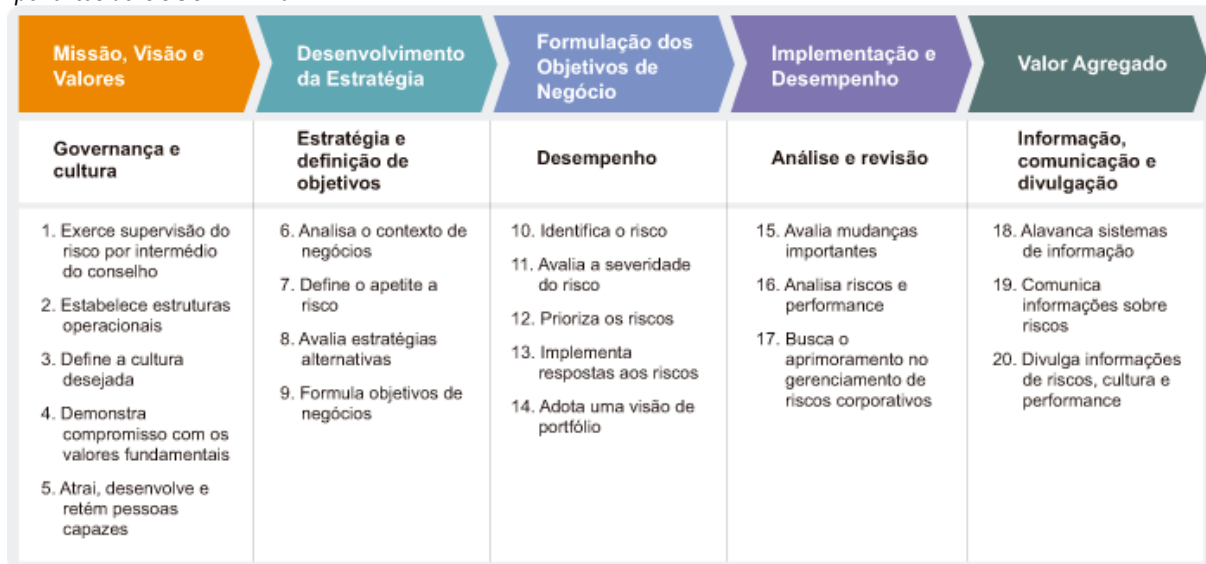 Missão, Visão e
Valores
Desenvolvimento
da Estratégia
Formulação dos
Objetivos de
Negócio
Implementação e
Desempenho
Valor Agregado
Governança e
cultura
Estratégia e
definição de
objetivos
Desempenho
Análise e revisão
Informação,
comunicação e
divulgação
1. Exerce supervisão do
risco por intermédio
do conselho
2. Estabelece estruturas
operacionais
3. Define a cultura
desejada
4. Demonstra
compromisso com os
valores fundamentais
5. Atrai, desenvolve e
retém pessoas
capazes
6. Analisa o contexto de
negócios
7. Define o apetite a
risco
8. Avalia estratégias
alternativas
9. Formula objetivos de
negócios
10. Identifica o risco
11. Avalia a severidade
do risco
12. Prioriza os riscos
13. Implementa
respostas aos riscos
14. Adota uma visão de
portfólio
15. Avalia mudanças
importantes
16. Analisa riscos e
performance
17. Busca o
aprimoramento no
gerenciamento de
riscos corporativos
18. Alavanca sistemas
de informação
19. Comunica
informações sobre
riscos
20. Divulga informações
de riscos, cultura e
performance